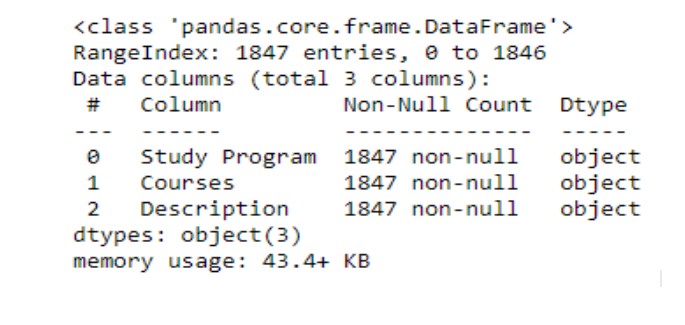 <class 'pandas.core.frame.DataFrame'>
RangeIndex: 1847 entries, 0 to 1846
Data columns (total 3 columns):
 #   Column         Non-Null Count  Dtype
---  ------         --------------  -----
 0   Study Program  1847 non-null   object
 1   Courses        1847 non-null   object
 2   Description    1847 non-null   object
dtypes: object(3)
memory usage: 43.4+ KB